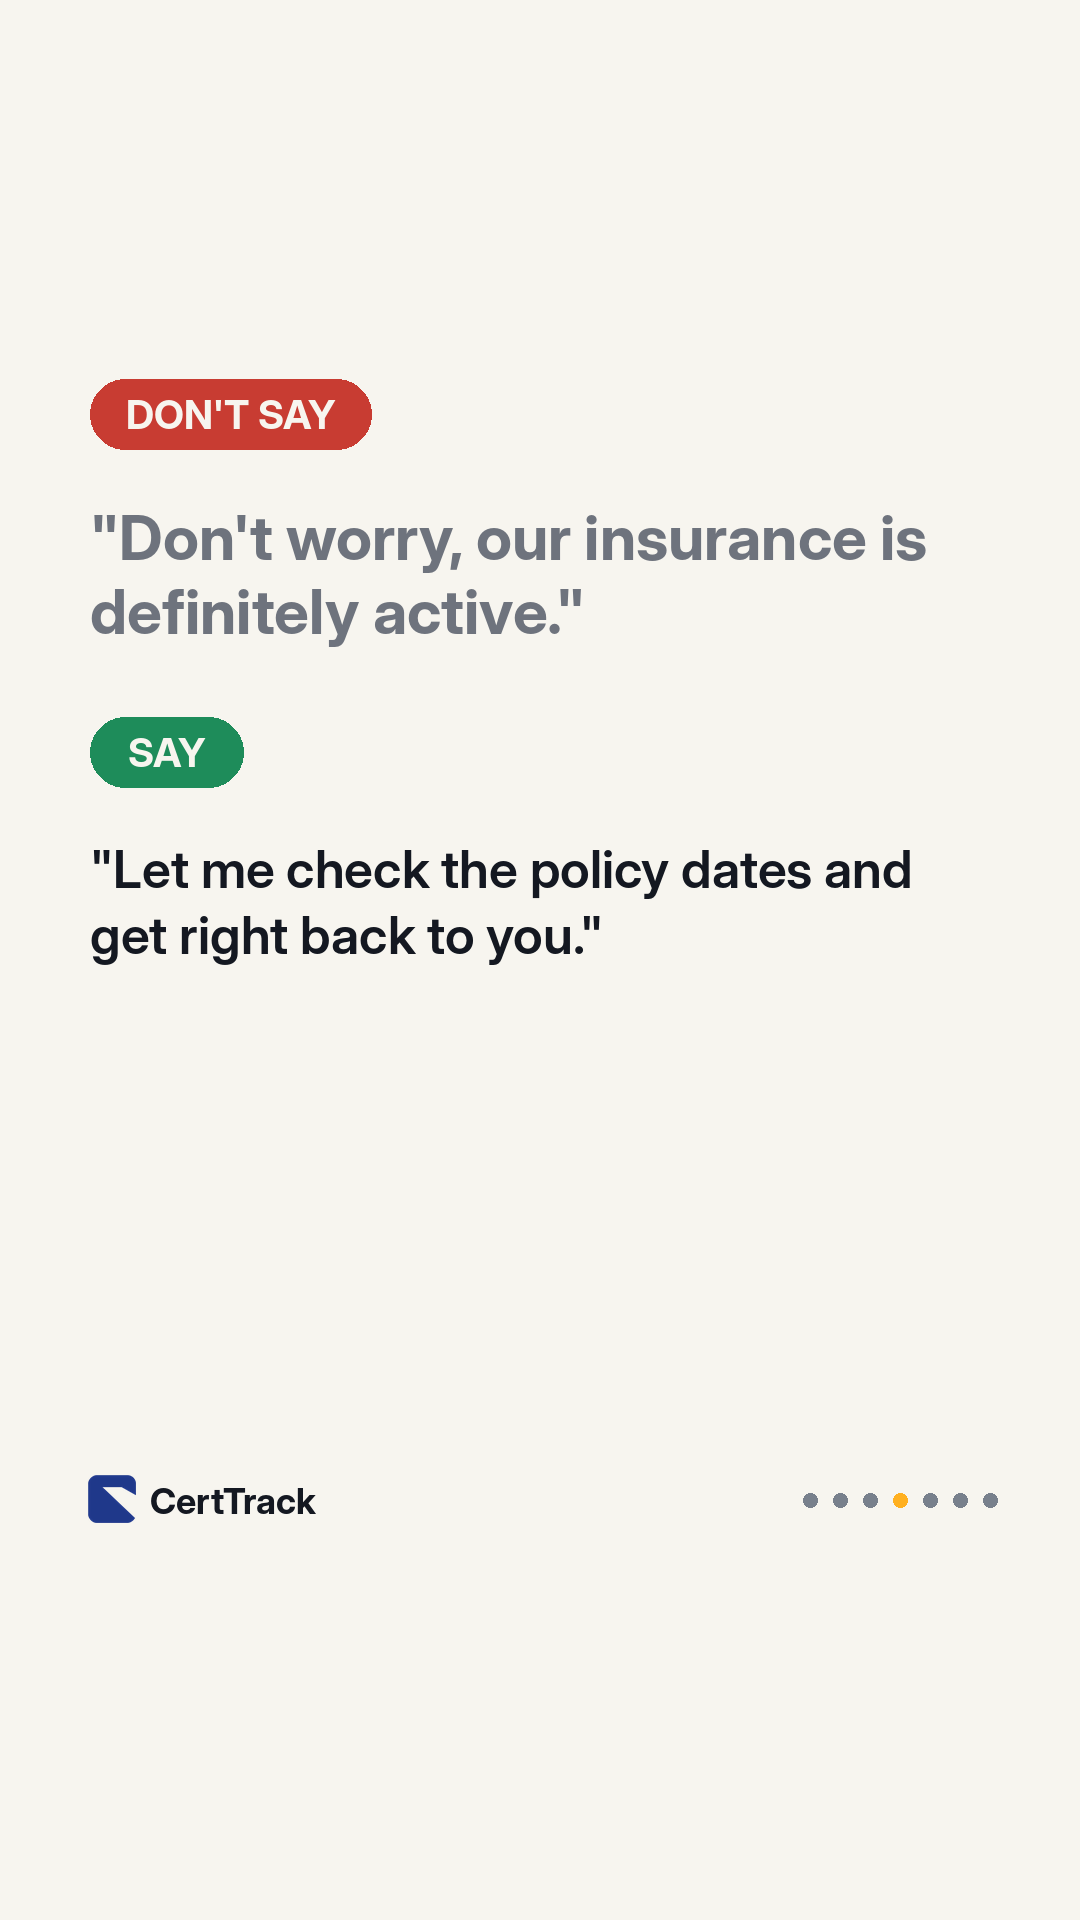 DON'T SAY
"Don't worry, our insurance is
definitely active."
SAY
"Let me check the policy dates and
get right back to you."
CertTrack